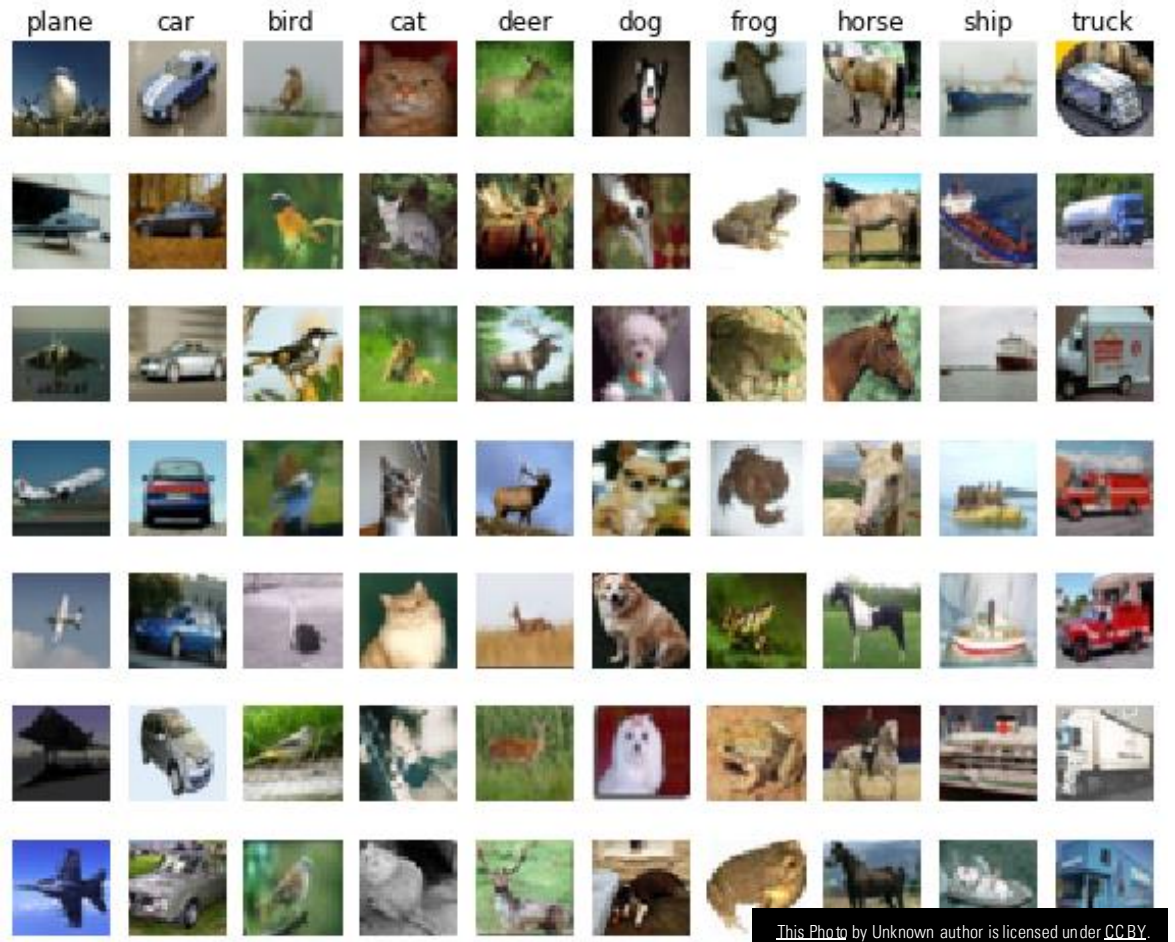 plane car bird cat deer dog frog horse ship truck
This Photo by Unknown author is licensed under CC BY.